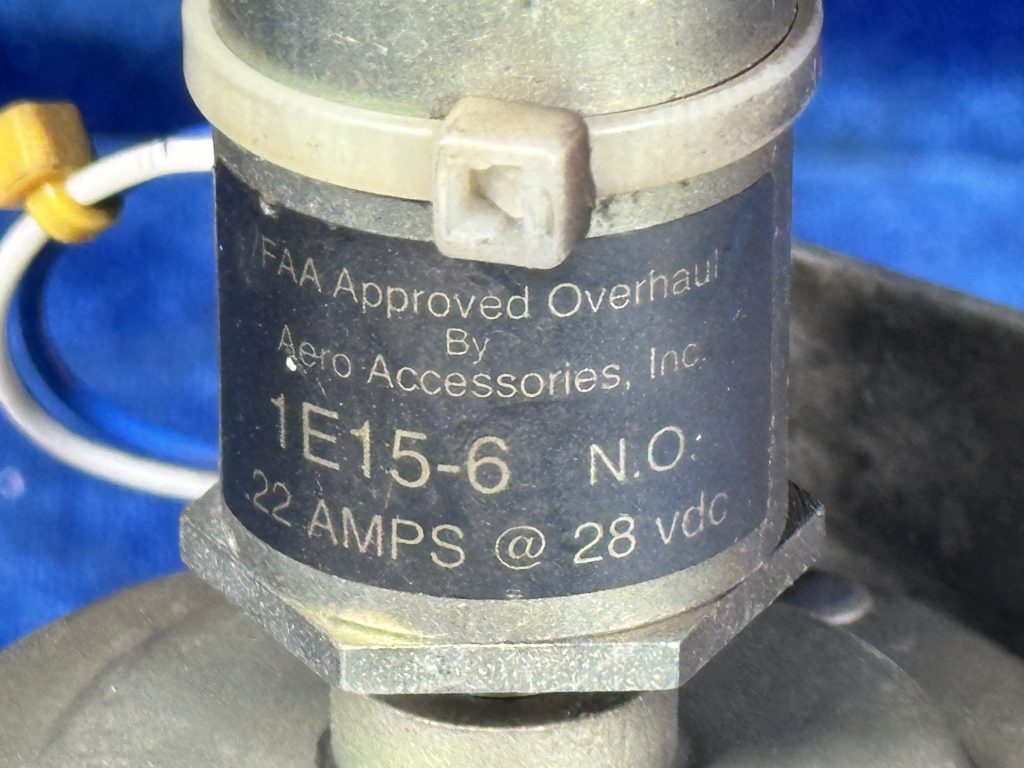 FAA Approved Overhaul
By
Aero Accessories, Inc.
1E15-6 N.O.
.22 AMPS @ 28 vdc